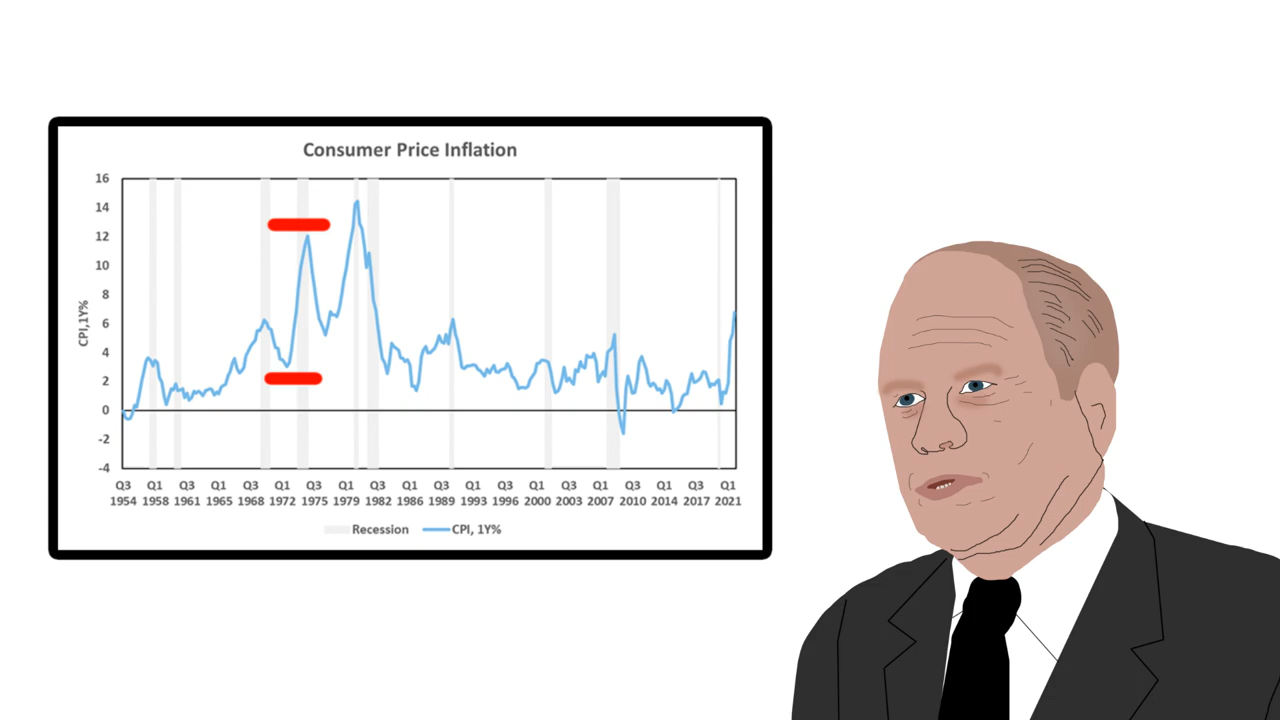 Consumer Price Inflation
16
14
12
10
8
6
4
2
0
-2
-4
CPI,1Y%
Q3 Q1 Q3 Q1 Q3 Q1 Q3 Q1 Q3 Q1 Q3 Q1 Q3 Q1 Q3 Q1 Q3 Q1 Q3 Q1
1954 1958 1961 1965 1968 1972 1975 1979 1982 1986 1989 1993 1996 2000 2003 2007 2010 2014 2017 2021
Recession CPI, 1Y%